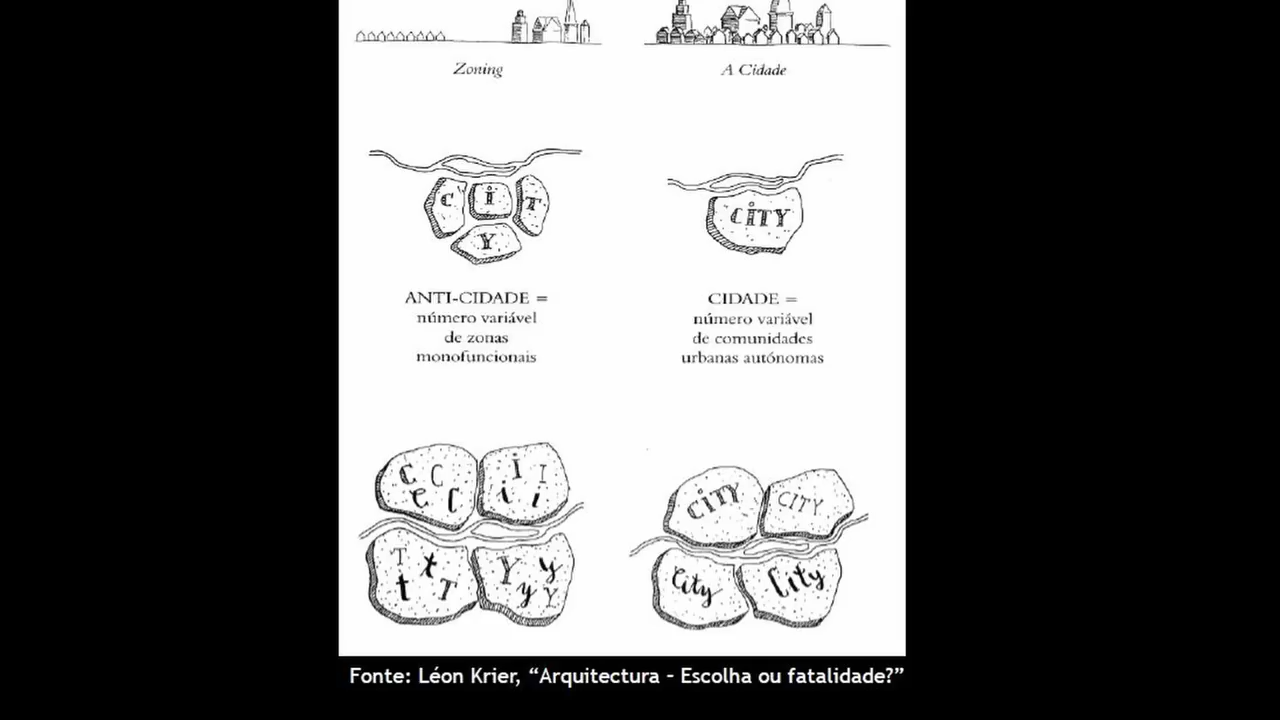 Zoning
A Cidade
C i T
Y
CiTY
ANTI-CIDADE =
número variável
de zonas
monofuncionais
CIDADE =
número variável
de comunidades
urbanas autónomas
C C
C C
i I
i i
T t
t T
Y y
y Y
CiTY
CITY
City
City
Fonte: Léon Krier, “Arquitectura - Escolha ou fatalidade?”